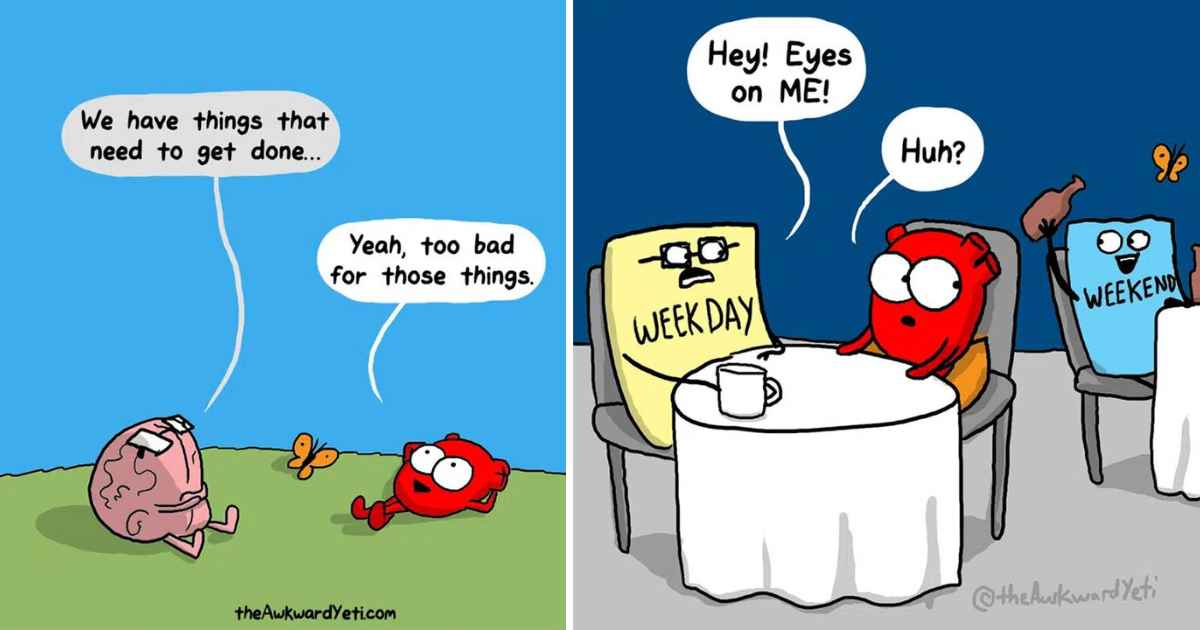 We have things that
need to get done...
Yeah, too bad
for those things.
theAwkwardYeti.com
Hey! Eyes
on ME!
Huh?
WEEKDAY
WEEKEND
@theAwkwardYeti